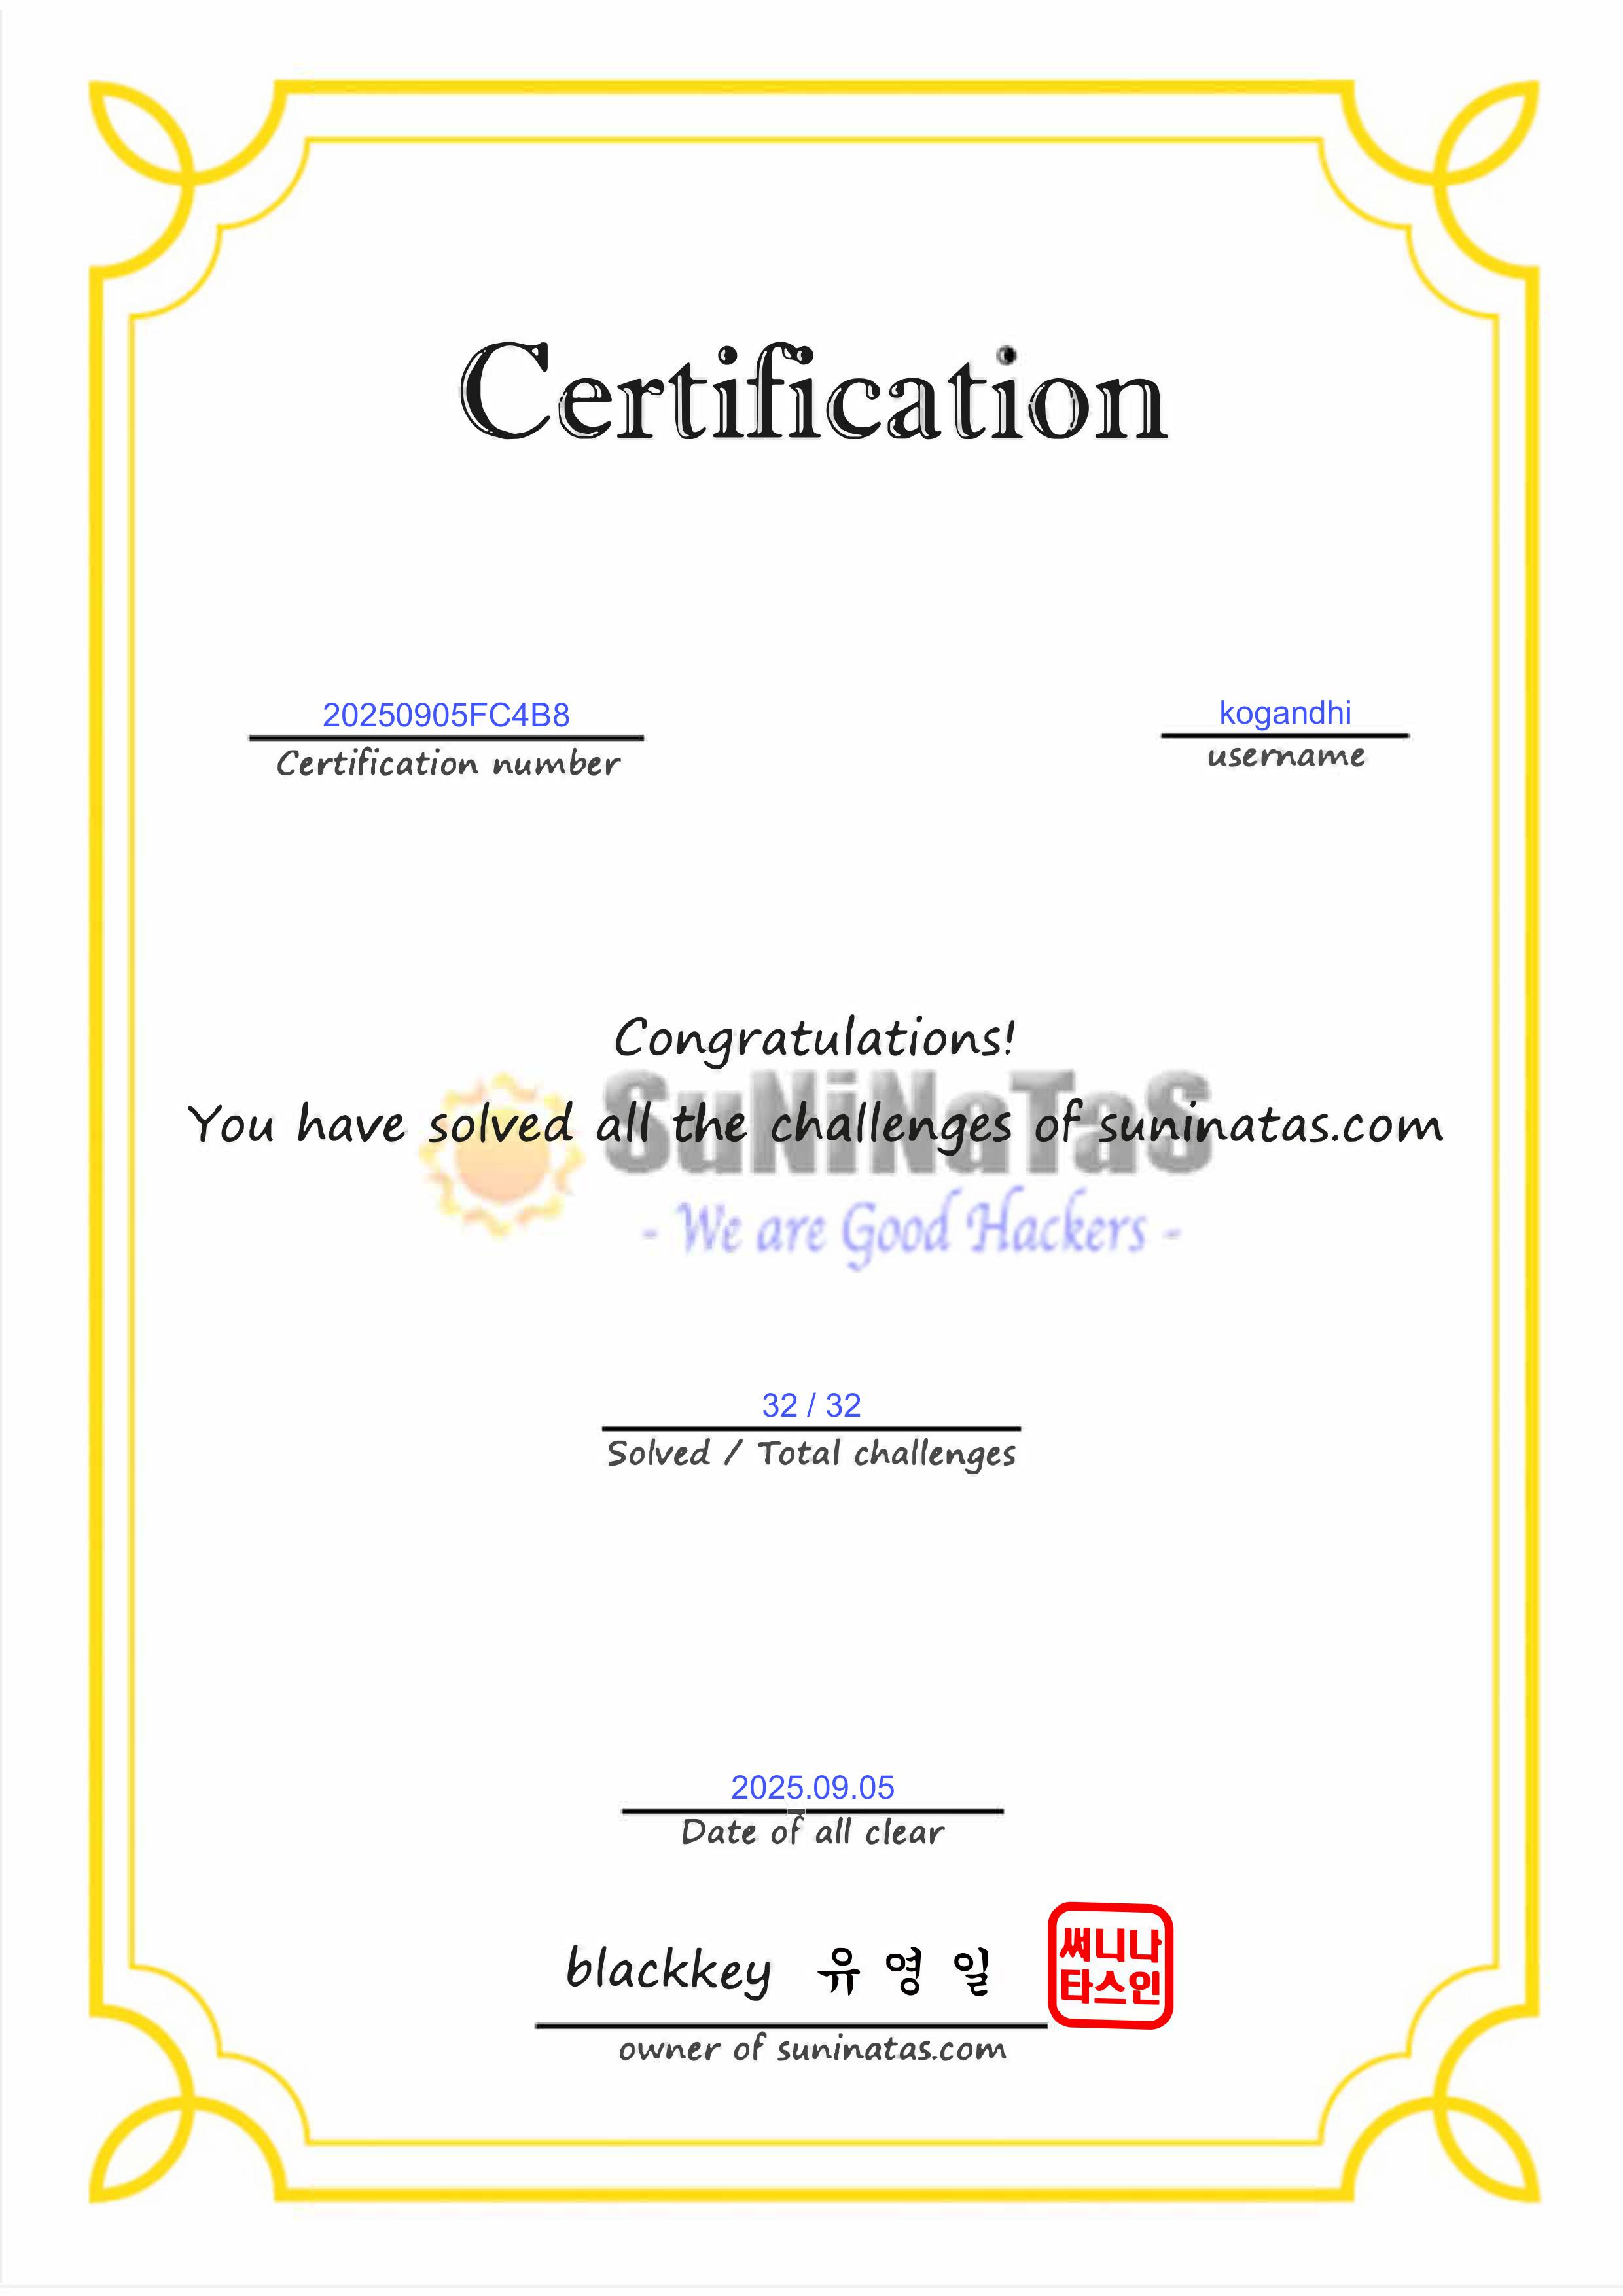 Certification
20250905FC4B8
Certification number
kogandhi
username
Congratulations!
SuNiNaTaS
You have solved all the challenges of suninatas.com
- We are Good Hackers -
32 / 32
Solved / Total challenges
2025.09.05
Date of all clear
blackkey 유 영 일
써니나
타스인
owner of suninatas.com